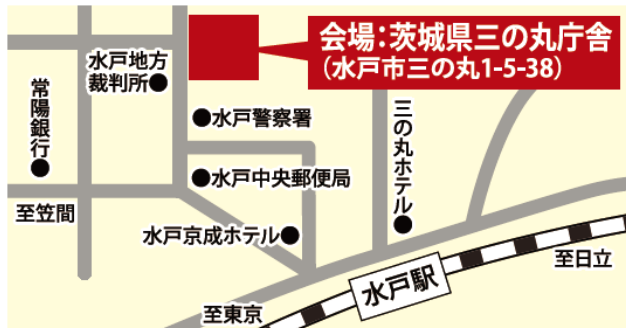 会場:茨城県三の丸庁舎
(水戸市三の丸1-5-38)
水戸地方
裁判所
常陽銀行
水戸警察署
三の丸ホテル
水戸中央郵便局
至笠間
水戸京成ホテル
至日立
水戸駅
至東京